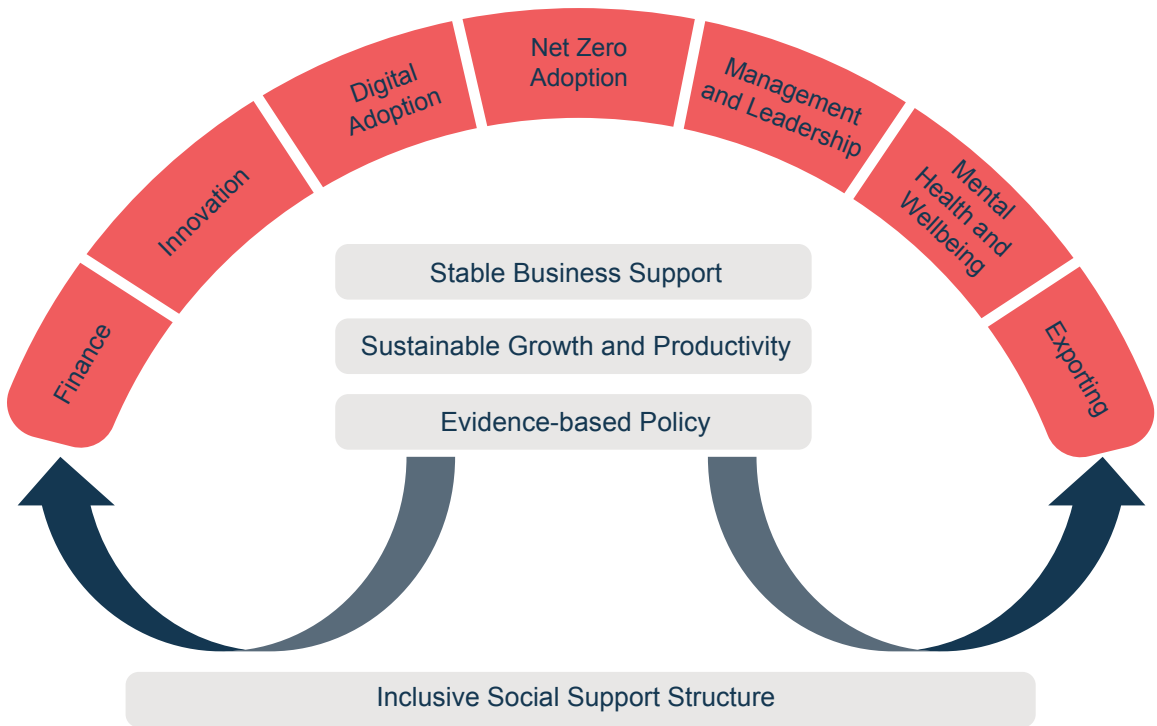 Finance
Innovation
Digital
Adoption
Net Zero
Adoption
Management
and Leadership
Mental
Health and
Wellbeing
Exporting
Stable Business Support
Sustainable Growth and Productivity
Evidence-based Policy
Inclusive Social Support Structure